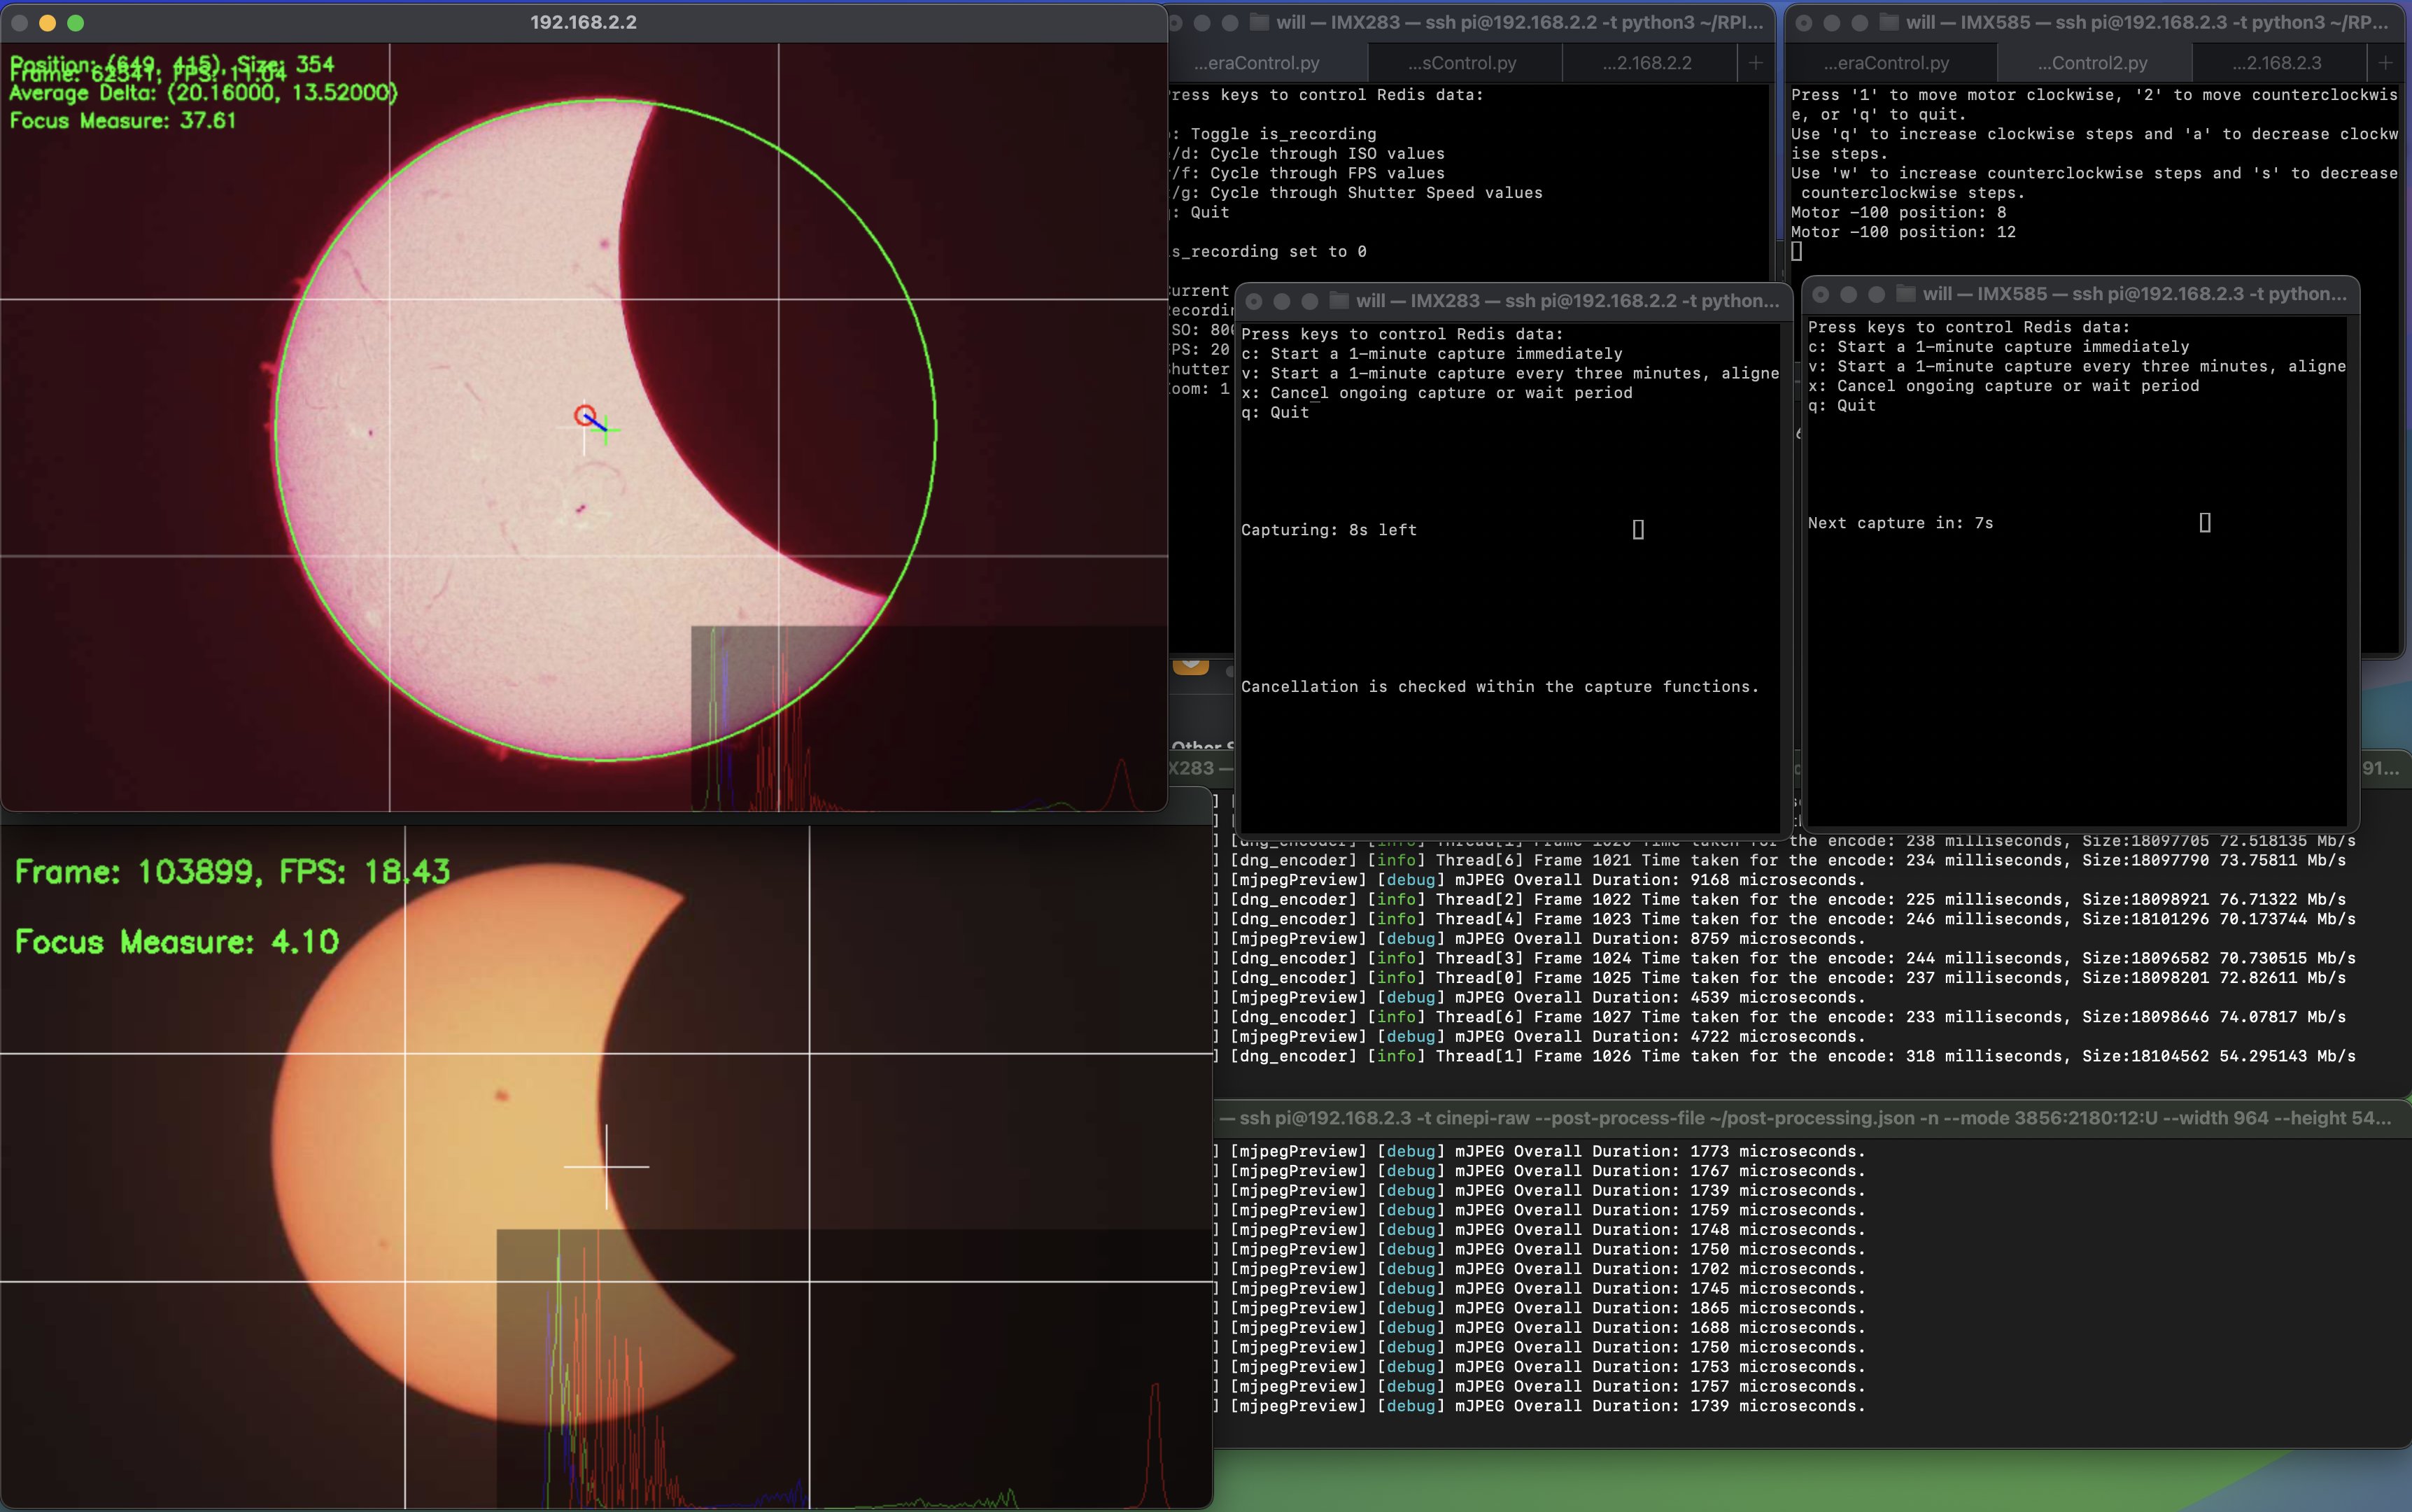 192.168.2.2
Position: (649, 415), Size: 354
Frame: 62541, FPS: 11.04
Average Delta: (20.16000, 13.52000)
Focus Measure: 37.61
will — IMX283 — ssh pi@192.168.2.2 -t python3 ~/RPI...
...eraControl.py ...sControl.py ...2.168.2.2 +
ress keys to control Redis data:
: Toggle is_recording
/d: Cycle through ISO values
/f: Cycle through FPS values
/g: Cycle through Shutter Speed values
: Quit
s_recording set to 0
urrent
ecordin
SO: 800
PS: 20
hutter
oom: 1
will — IMX585 — ssh pi@192.168.2.3 -t python3 ~/RP...
...eraControl.py ...Control2.py ...2.168.2.3 +
Press '1' to move motor clockwise, '2' to move counterclockwis
e, or 'q' to quit.
Use 'q' to increase clockwise steps and 'a' to decrease clockw
ise steps.
Use 'w' to increase counterclockwise steps and 's' to decrease
counterclockwise steps.
Motor -100 position: 8
Motor -100 position: 12
will — IMX283 — ssh pi@192.168.2.2 -t python...
Press keys to control Redis data:
c: Start a 1-minute capture immediately
v: Start a 1-minute capture every three minutes, aligne
x: Cancel ongoing capture or wait period
q: Quit
Capturing: 8s left
Cancellation is checked within the capture functions.
will — IMX585 — ssh pi@192.168.2.3 -t python...
Press keys to control Redis data:
c: Start a 1-minute capture immediately
v: Start a 1-minute capture every three minutes, aligne
x: Cancel ongoing capture or wait period
q: Quit
Next capture in: 7s
Other S
X283 —
91...
Frame: 103899, FPS: 18.43
Focus Measure: 4.10
[dng_encoder] [info] Thread[1] Frame 1020 Time taken for the encode: 238 milliseconds, Size:18097705 72.518135 Mb/s
] [dng_encoder] [info] Thread[6] Frame 1021 Time taken for the encode: 234 milliseconds, Size:18097790 73.75811 Mb/s
] [mjpegPreview] [debug] mJPEG Overall Duration: 9168 microseconds.
] [dng_encoder] [info] Thread[2] Frame 1022 Time taken for the encode: 225 milliseconds, Size:18098921 76.71322 Mb/s
] [dng_encoder] [info] Thread[4] Frame 1023 Time taken for the encode: 246 milliseconds, Size:18101296 70.173744 Mb/s
] [mjpegPreview] [debug] mJPEG Overall Duration: 8759 microseconds.
] [dng_encoder] [info] Thread[3] Frame 1024 Time taken for the encode: 244 milliseconds, Size:18096582 70.730515 Mb/s
] [dng_encoder] [info] Thread[0] Frame 1025 Time taken for the encode: 237 milliseconds, Size:18098201 72.82611 Mb/s
] [mjpegPreview] [debug] mJPEG Overall Duration: 4539 microseconds.
] [dng_encoder] [info] Thread[6] Frame 1027 Time taken for the encode: 233 milliseconds, Size:18098646 74.07817 Mb/s
] [mjpegPreview] [debug] mJPEG Overall Duration: 4722 microseconds.
] [dng_encoder] [info] Thread[1] Frame 1026 Time taken for the encode: 318 milliseconds, Size:18104562 54.295143 Mb/s
— ssh pi@192.168.2.3 -t cinepi-raw --post-process-file ~/post-processing.json -n --mode 3856:2180:12:U --width 964 --height 54...
] [mjpegPreview] [debug] mJPEG Overall Duration: 1773 microseconds.
] [mjpegPreview] [debug] mJPEG Overall Duration: 1767 microseconds.
] [mjpegPreview] [debug] mJPEG Overall Duration: 1739 microseconds.
] [mjpegPreview] [debug] mJPEG Overall Duration: 1759 microseconds.
] [mjpegPreview] [debug] mJPEG Overall Duration: 1748 microseconds.
] [mjpegPreview] [debug] mJPEG Overall Duration: 1750 microseconds.
] [mjpegPreview] [debug] mJPEG Overall Duration: 1702 microseconds.
] [mjpegPreview] [debug] mJPEG Overall Duration: 1745 microseconds.
] [mjpegPreview] [debug] mJPEG Overall Duration: 1865 microseconds.
] [mjpegPreview] [debug] mJPEG Overall Duration: 1688 microseconds.
] [mjpegPreview] [debug] mJPEG Overall Duration: 1750 microseconds.
] [mjpegPreview] [debug] mJPEG Overall Duration: 1753 microseconds.
] [mjpegPreview] [debug] mJPEG Overall Duration: 1757 microseconds.
] [mjpegPreview] [debug] mJPEG Overall Duration: 1739 microseconds.